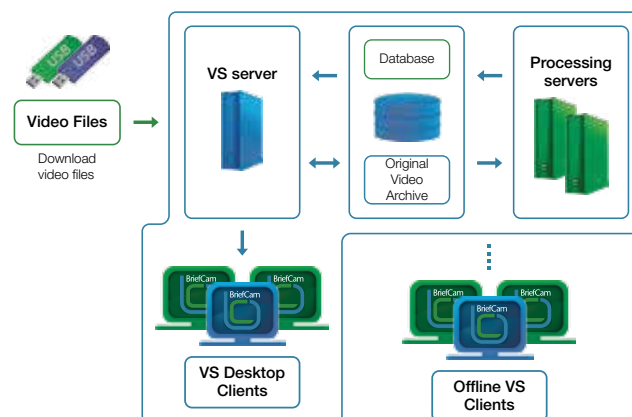 USB
USB
VS server
Database
Processing
servers
Video Files
Download
video files
Original
Video
Archive
BriefCam
BriefCam
BriefCam
BriefCam
BriefCam
BriefCam
VS Desktop
Clients
Offline VS
Clients